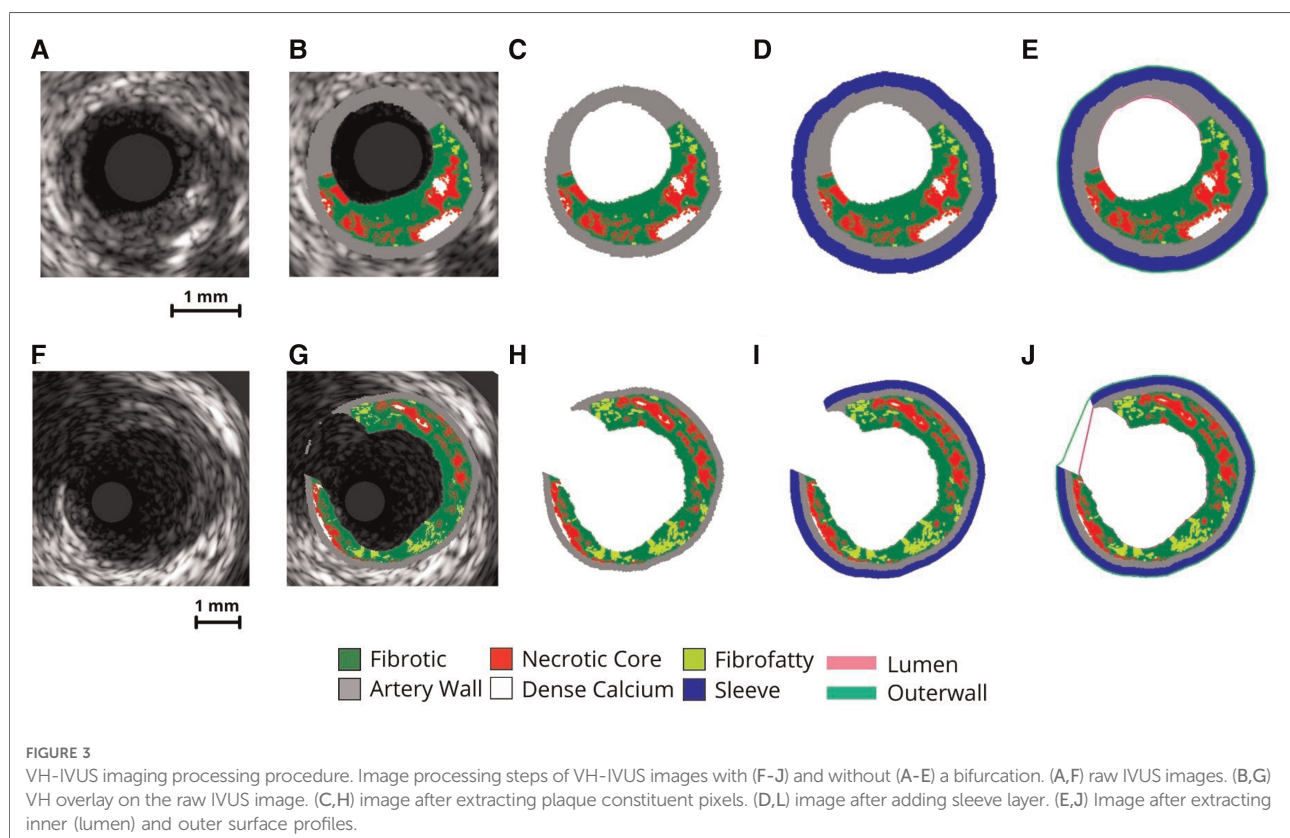 A
B
C
D
E
1 mm
F
G
H
I
J
1 mm
Fibrotic
Necrotic Core
Fibrofatty
Lumen
Artery Wall
Dense Calcium
Sleeve
Outerwall
FIGURE 3
VH-IVUS imaging processing procedure. Image processing steps of VH-IVUS images with (F-J) and without (A-E) a bifurcation. (A,F) raw IVUS images. (B,G)
VH overlay on the raw IVUS image. (C,H) image after extracting plaque constituent pixels. (D,L) image after adding sleeve layer. (E,J) Image after extracting
inner (lumen) and outer surface profiles.